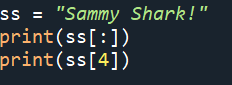 ss = "Sammy Shark!"
print(ss[:])
print(ss[4])